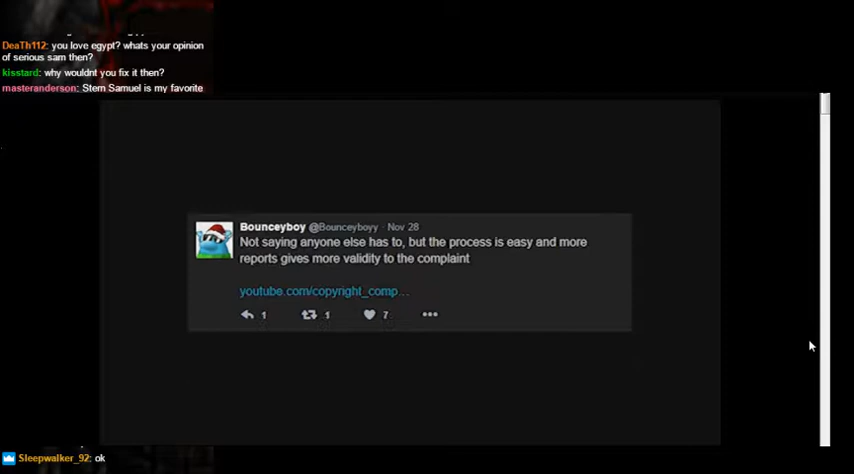 DeaTh112: you love egypt? whats your opinion
of serious sam then?
kisstard: why wouldnt you fix it then?
masteranderson: Stern Samuel is my favorite
Bounceyboy @Bounceyboyy · Nov 28
Not saying anyone else has to, but the process is easy and more
reports gives more validity to the complaint
youtube.com/copyright_comp...
1 1 7
Sleepwalker_92: ok